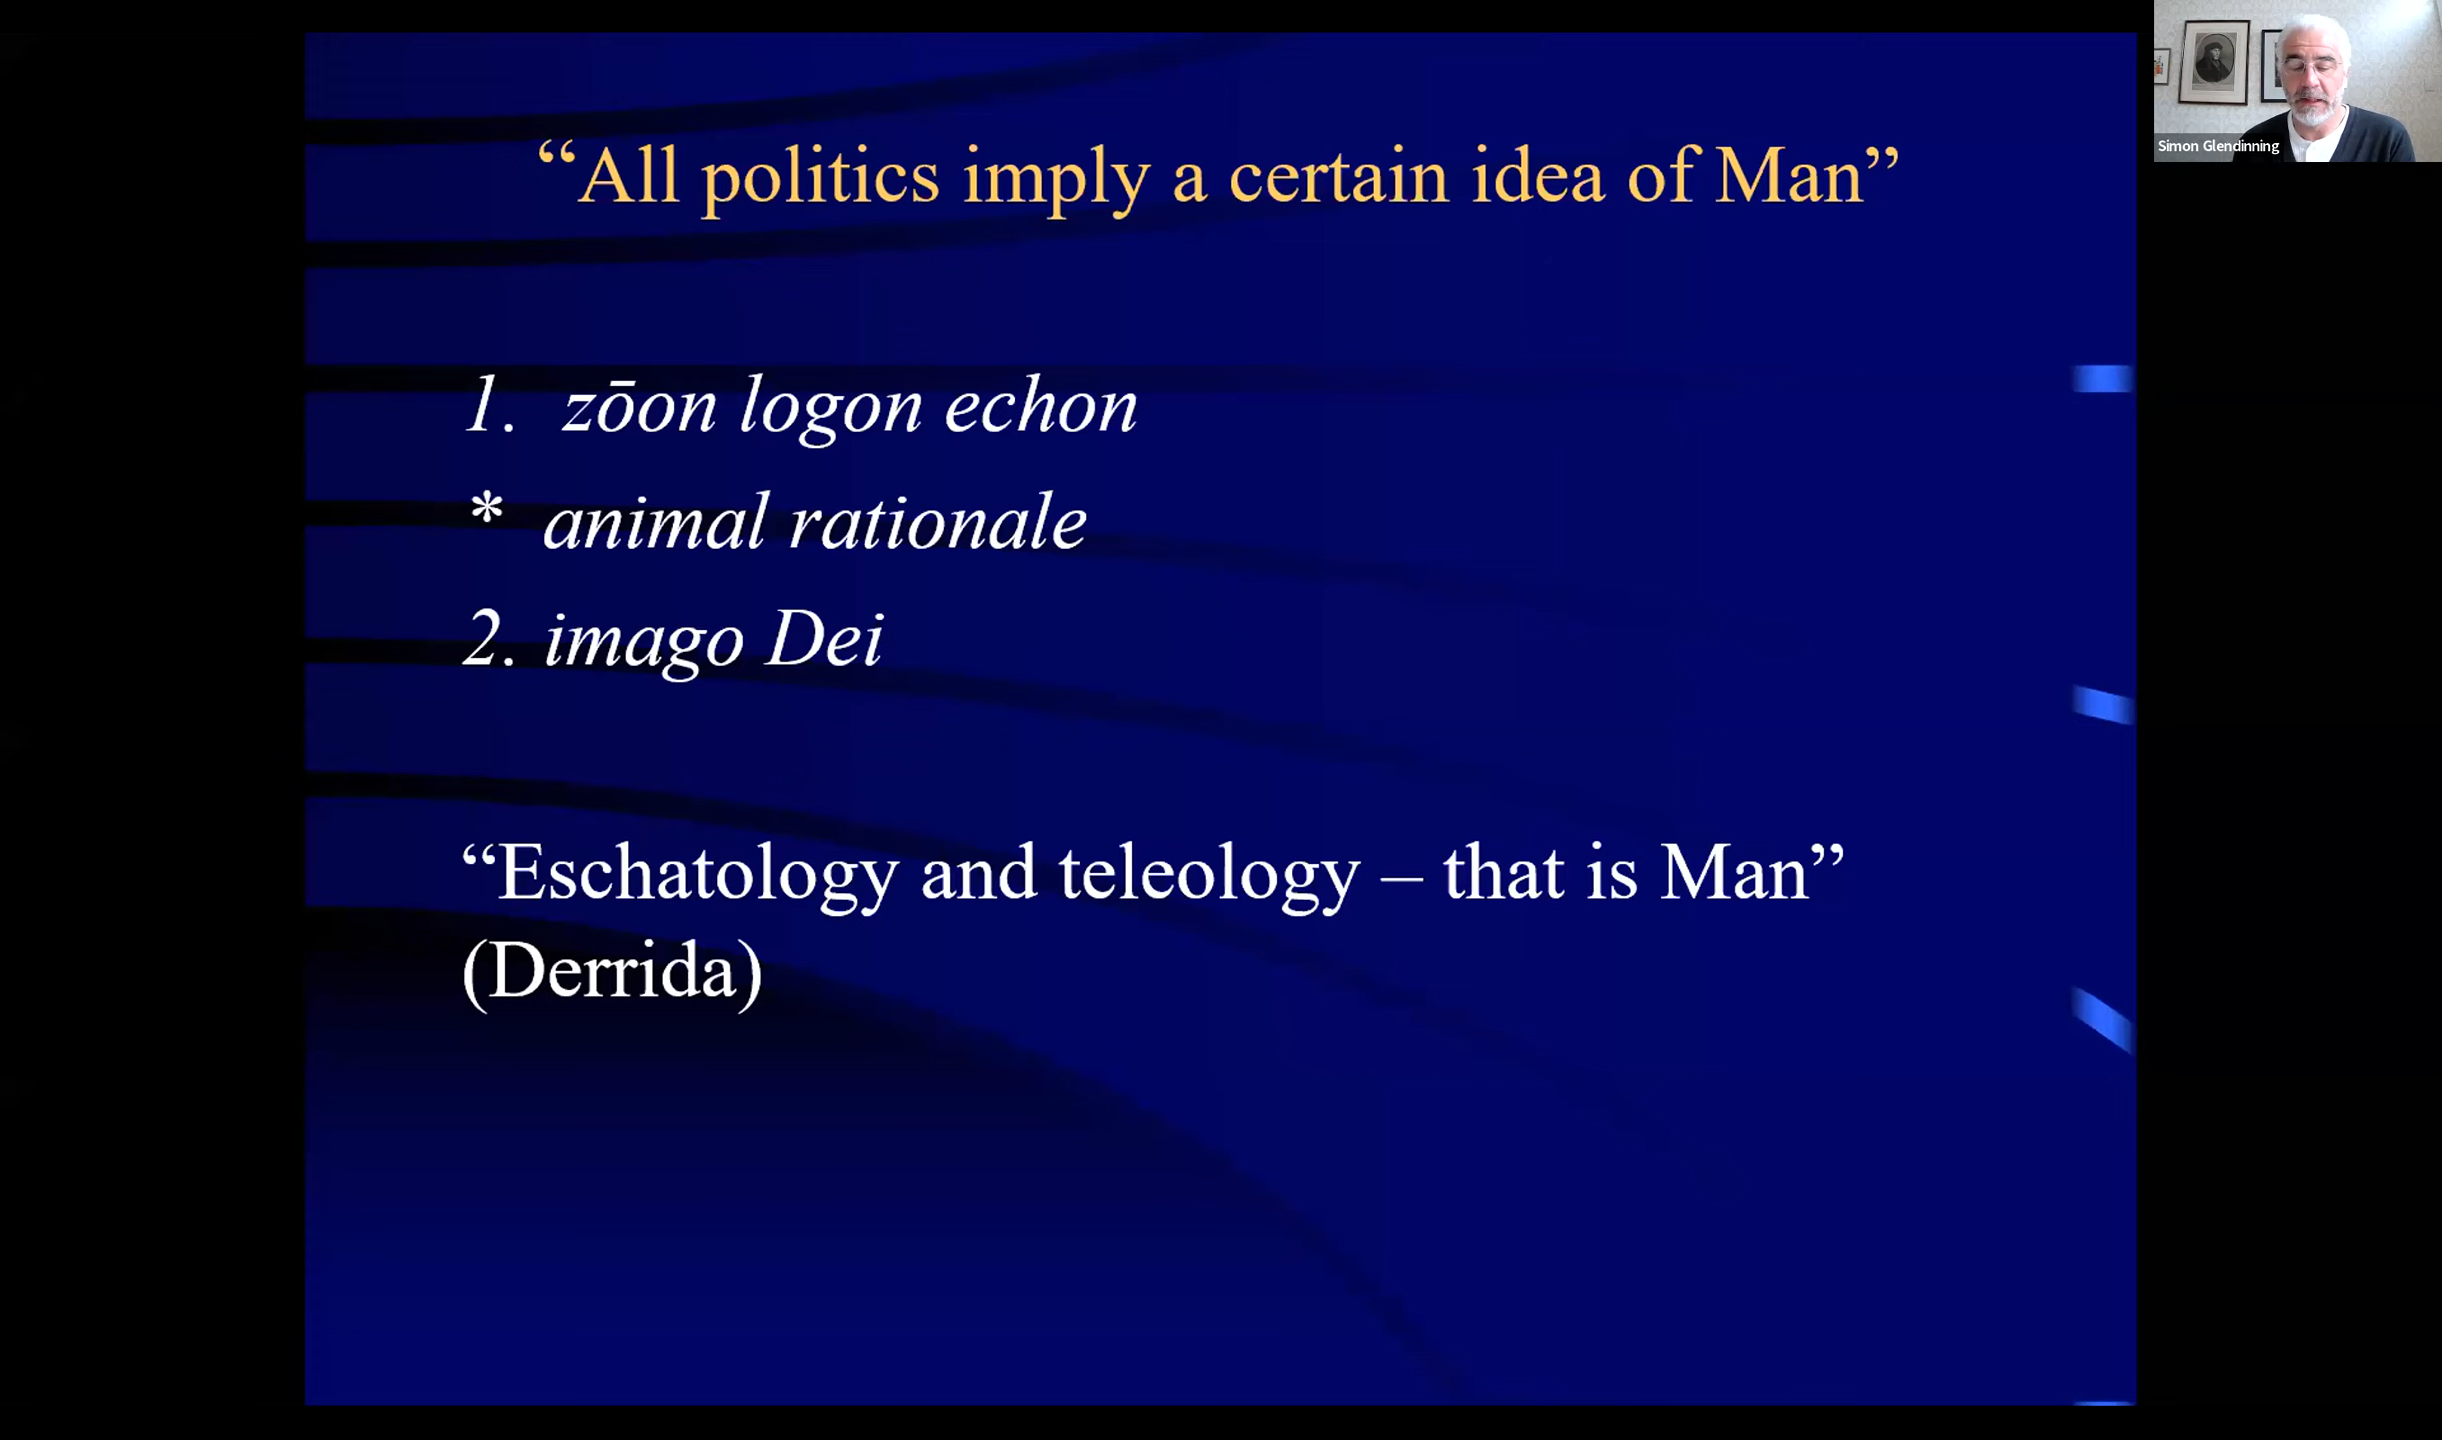 “All politics imply a certain idea of Man”
1. zōon logon echon
* animal rationale
2. imago Dei
“Eschatology and teleology – that is Man”
(Derrida)
Simon Glendinning